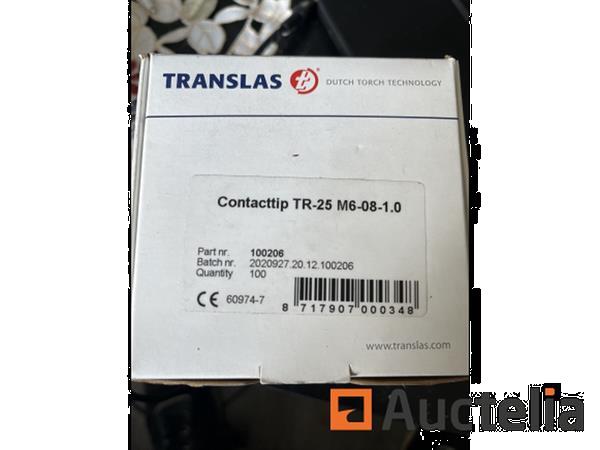 TRANSLAS DUTCH TORCH TECHNOLOGY
Contacttip TR-25 M6-08-1.0
Part nr. 100206
Batch nr. 2020927.20.12.100206
Quantity 100
CE 60974-7
8 717907 000348
www.translas.com
Auctelia